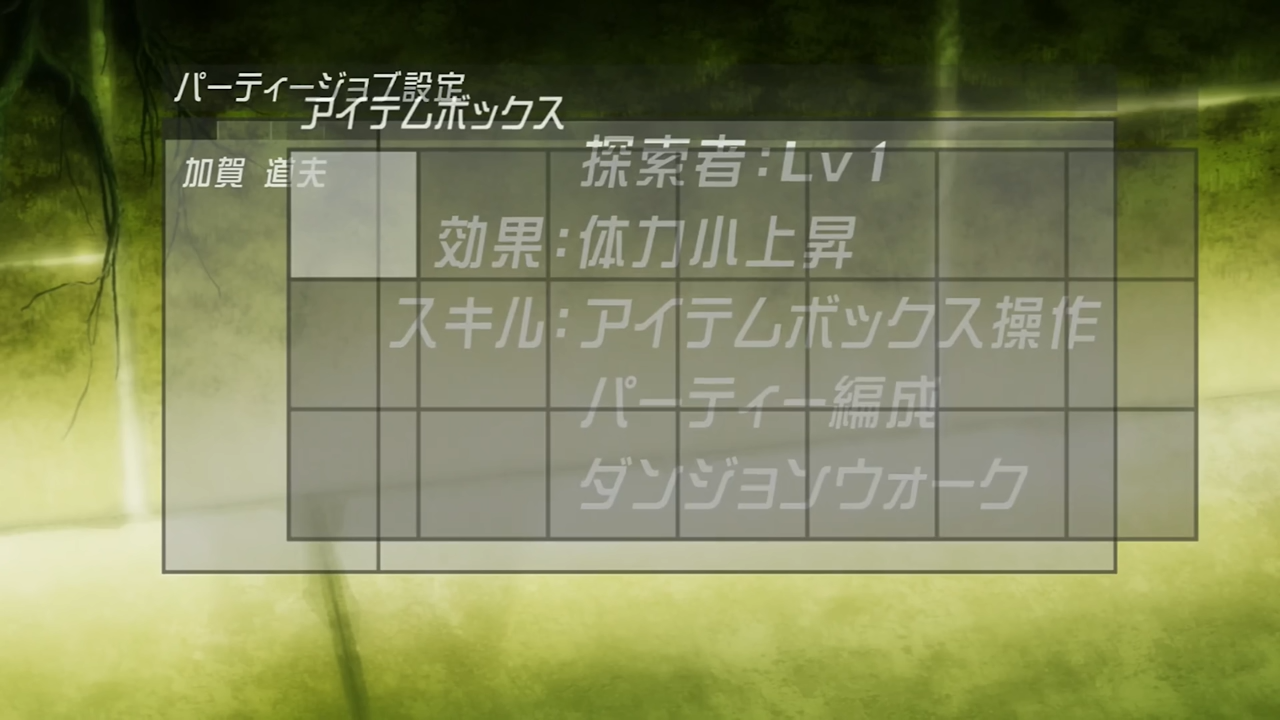 パーティージョブ設定
アイテムボックス
加賀 道夫
探索者:Lv1
効果:体力小上昇
スキル:アイテムボックス操作
パーティー編成
ダンジョンウォーク